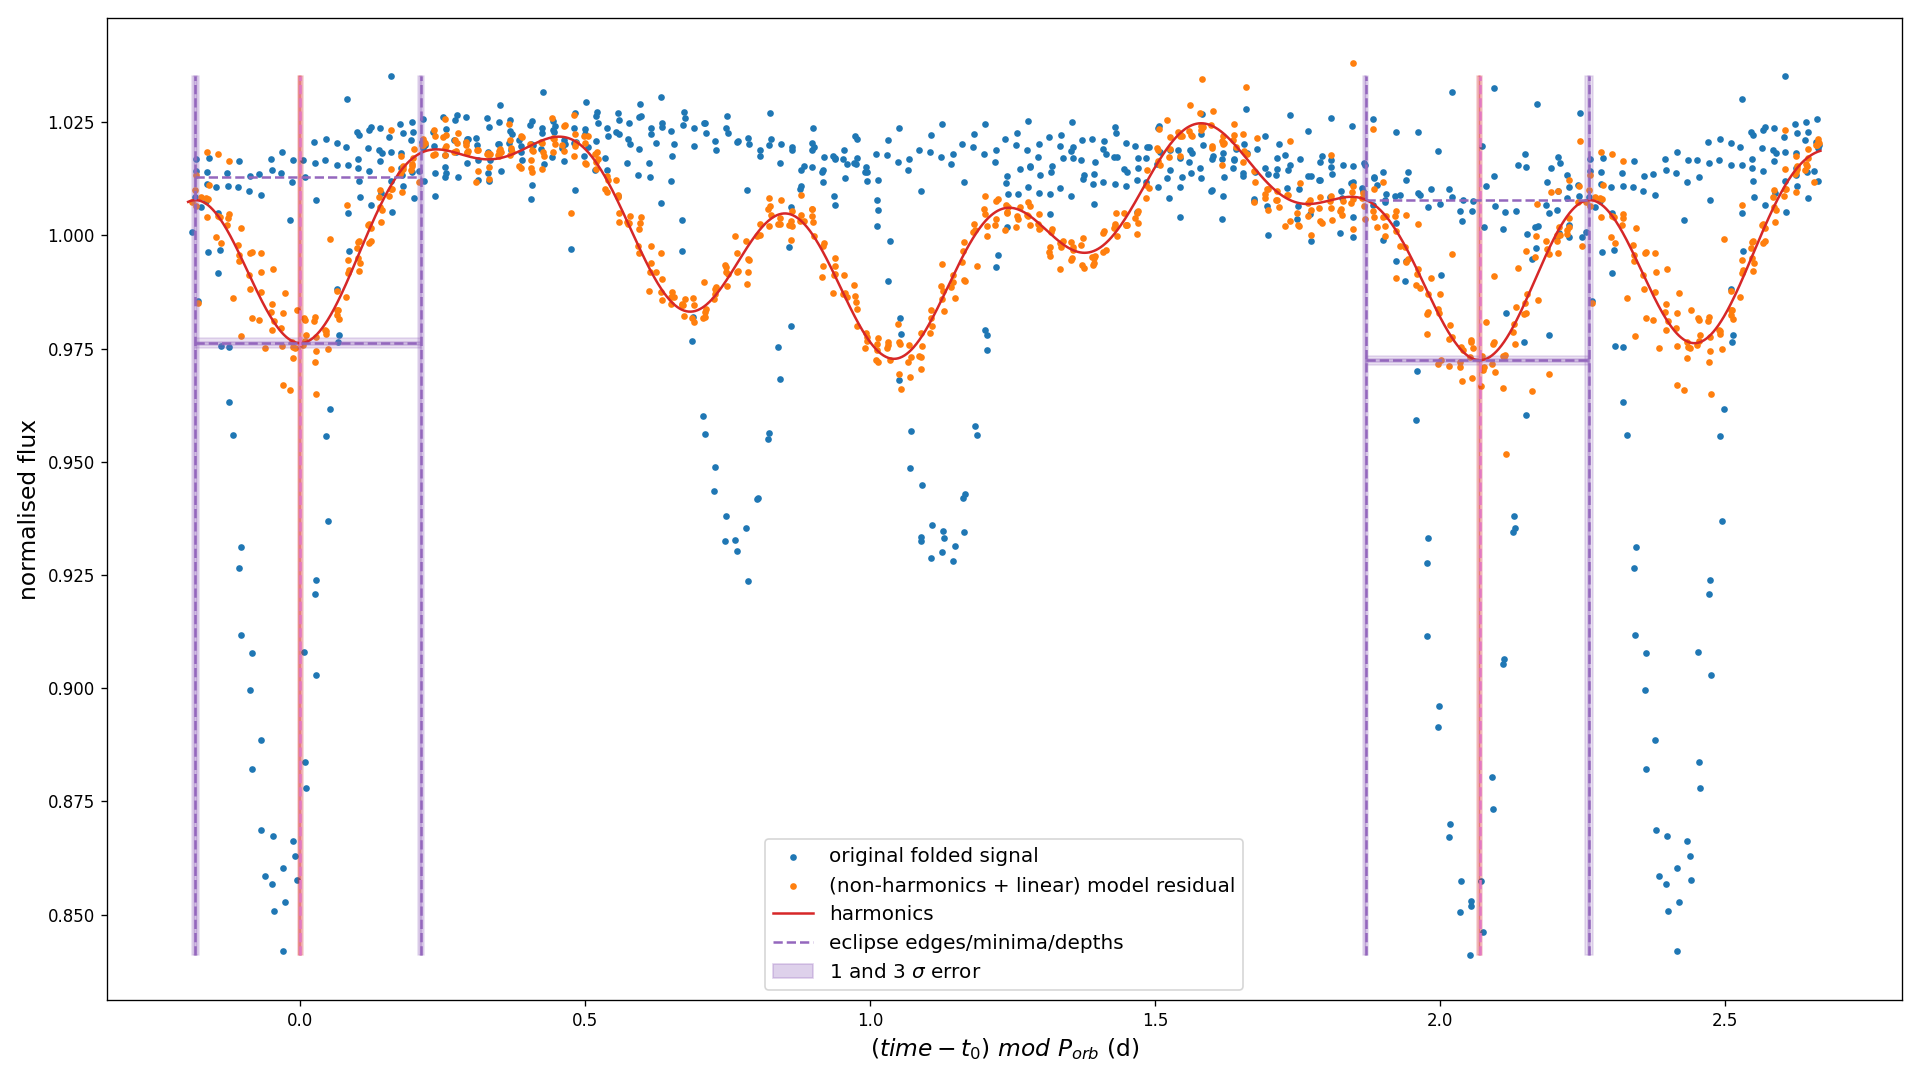 normalised flux
1.025
1.000
0.975
0.950
0.925
0.900
0.875
0.850
original folded signal
(non-harmonics + linear) model residual
harmonics
eclipse edges/minima/depths
1 and 3 σ error
0.0 0.5 1.0 1.5 2.0 2.5
(time − t₀) mod P_orb (d)